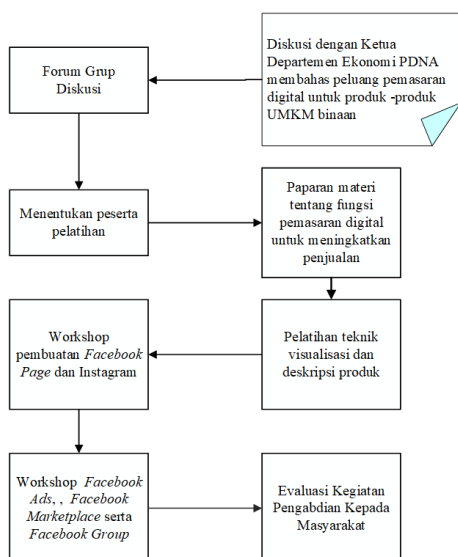 Diskusi dengan Ketua
Departemen Ekonomi PDNA
membahas peluang pemasaran
digital untuk produk -produk
UMKM binaan
Forum Grup
Diskusi
Menentukan peserta
pelatihan
Paparan materi
tentang fungsi
pemasaran digital
untuk meningkatkan
penjualan
Pelatihan teknik
visualisasi dan
deskripsi produk
Workshop
pembuatan Facebook
Page dan Instagram
Workshop Facebook
Ads, , Facebook
Marketplace serta
Facebook Group
Evaluasi Kegiatan
Pengabdian Kepada
Masyarakat